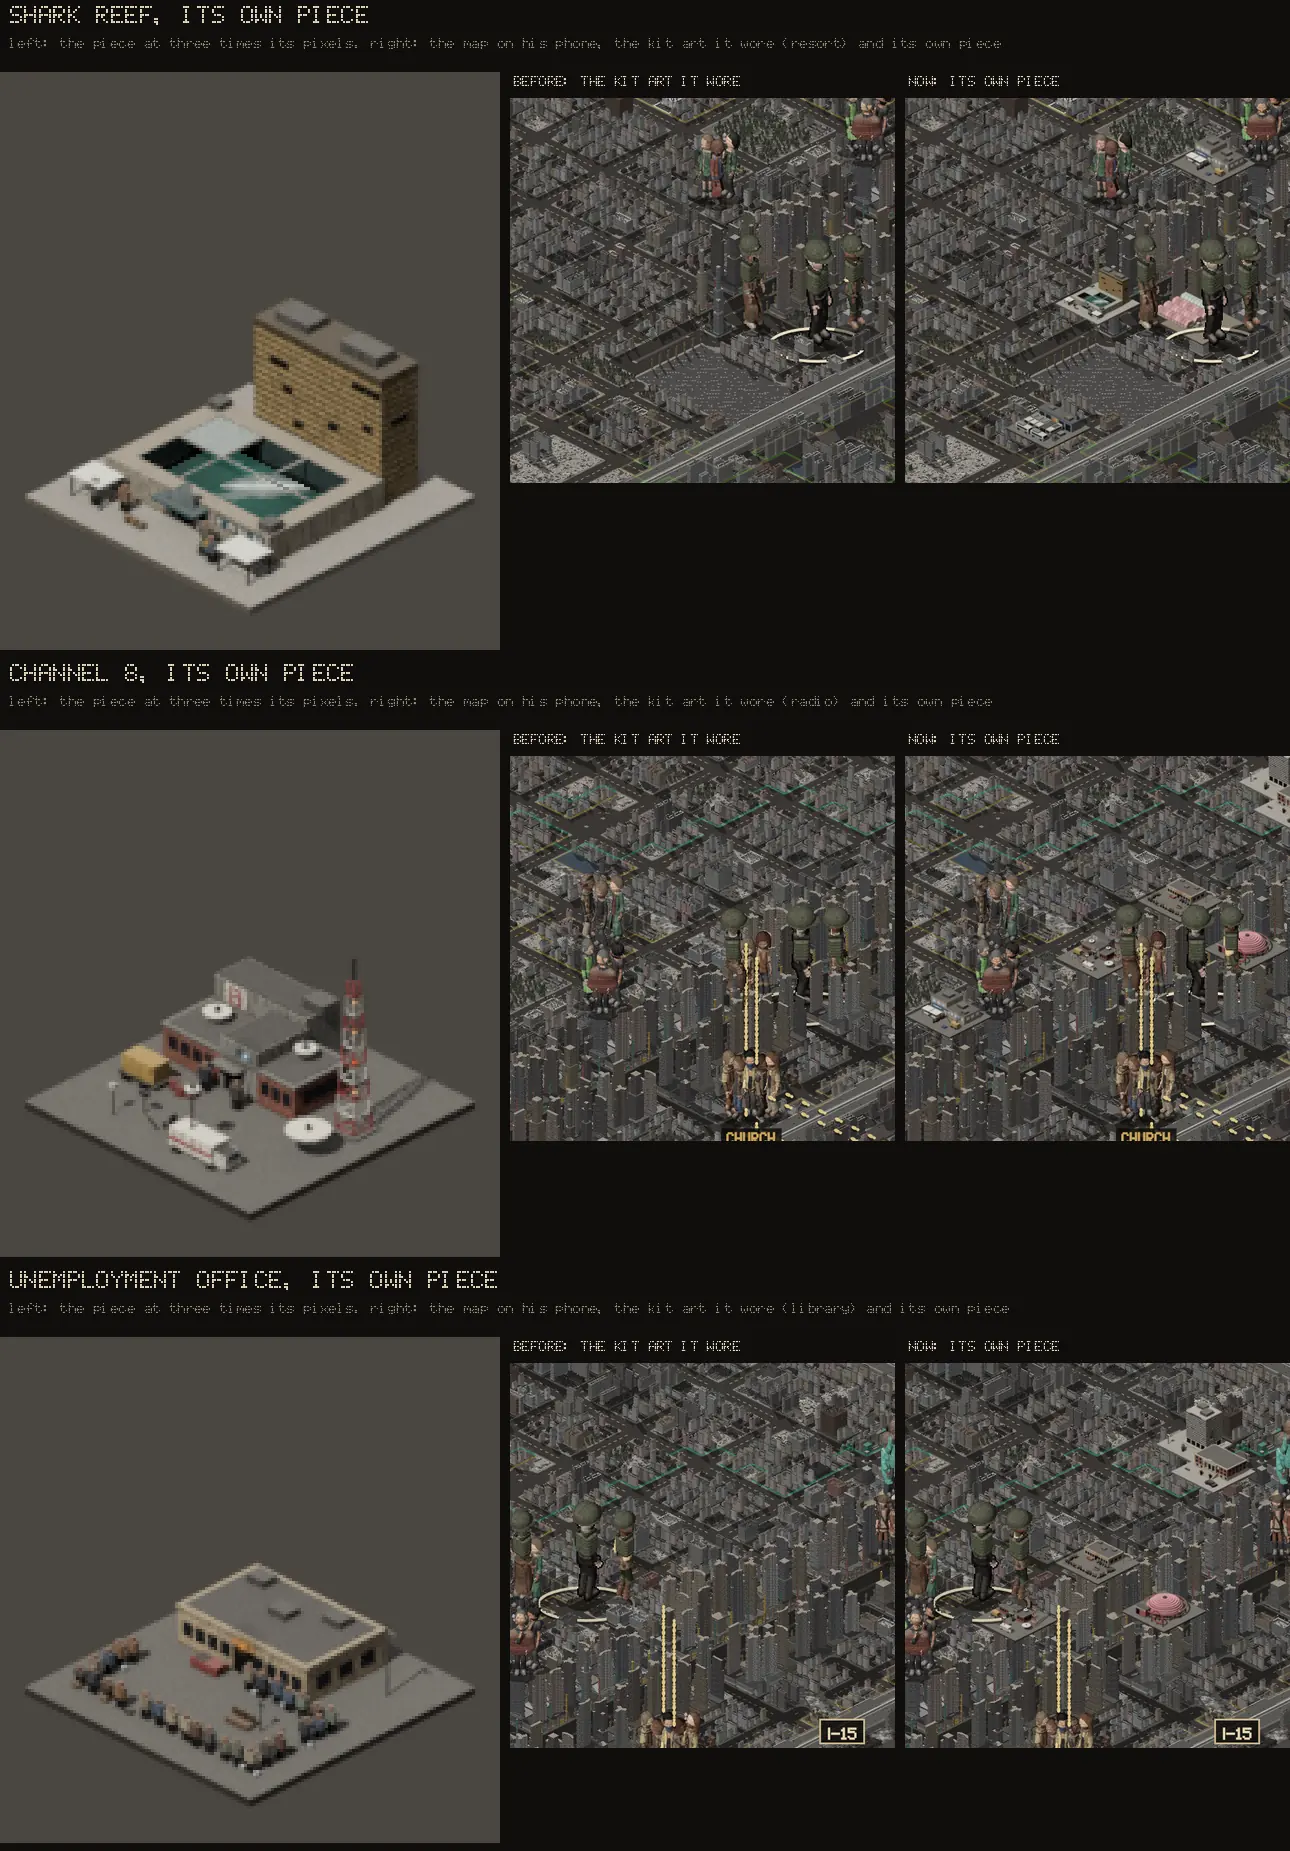 SHARK REEF, ITS OWN PIECE
left: the piece at three times its pixels. right: the map on his phone, the kit art it wore (resort) and its own piece
BEFORE: THE KIT ART IT WORE
NOW: ITS OWN PIECE
CHANNEL 8, ITS OWN PIECE
left: the piece at three times its pixels. right: the map on his phone, the kit art it wore (radio) and its own piece
BEFORE: THE KIT ART IT WORE
NOW: ITS OWN PIECE
CHURCH
CHURCH
UNEMPLOYMENT OFFICE, ITS OWN PIECE
left: the piece at three times its pixels. right: the map on his phone, the kit art it wore (library) and its own piece
BEFORE: THE KIT ART IT WORE
NOW: ITS OWN PIECE
I-15
I-15